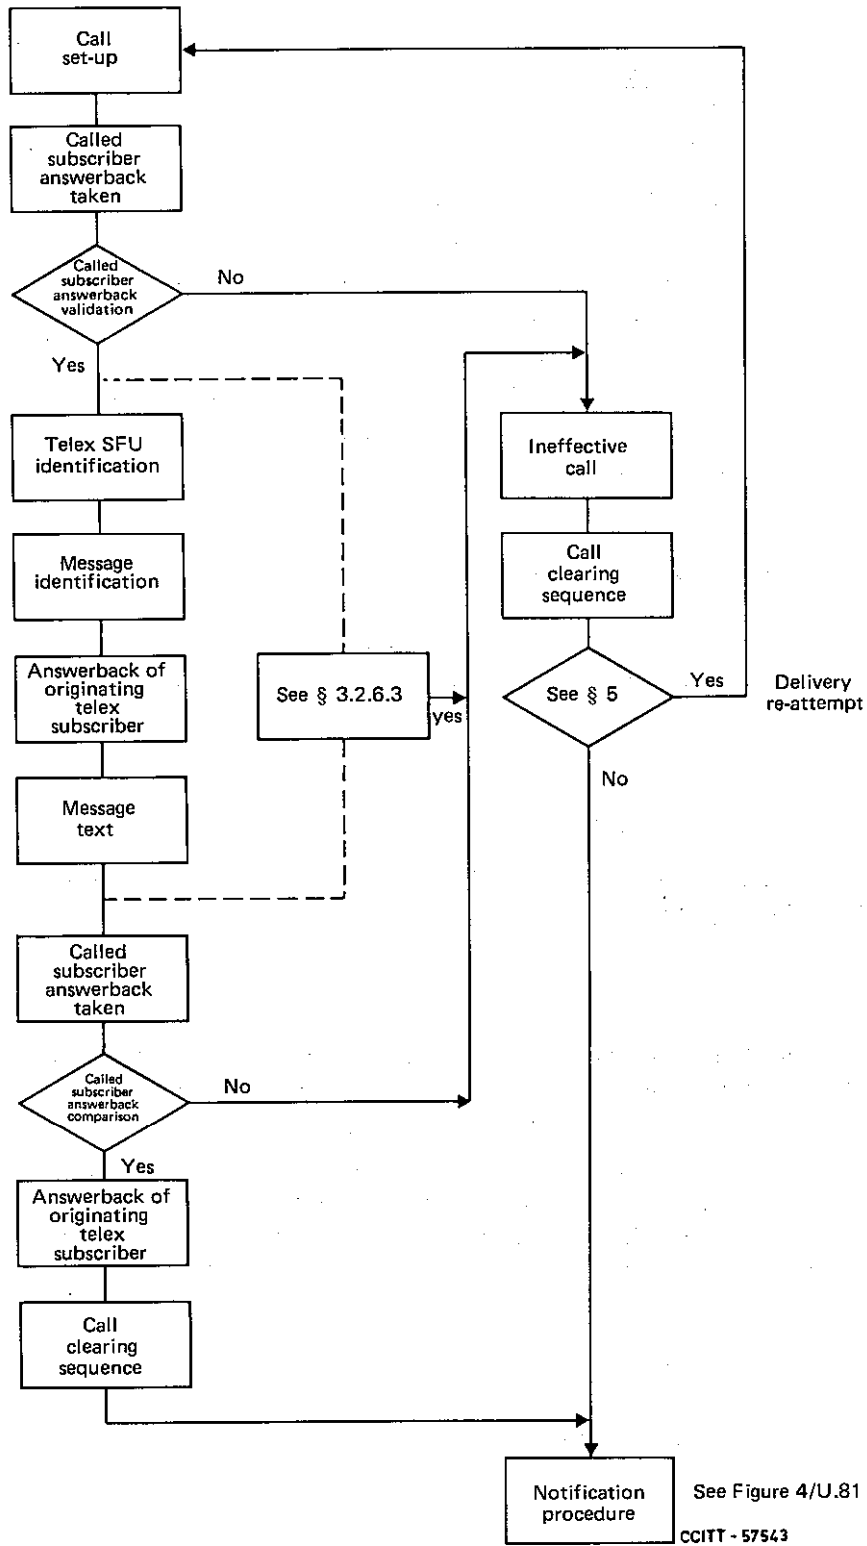 Call
set-up
Called
subscriber
answerback
taken
Called
subscriber
answerback
validation
No
Yes
Telex SFU
identification
Ineffective
call
Message
identification
Call
clearing
sequence
Answerback of
originating
telex
subscriber
See § 3.2.6.3
yes
See § 5
Yes
Delivery
re-attempt
No
Message
text
Called
subscriber
answerback
taken
Called
subscriber
answerback
comparison
No
Yes
Answerback of
originating
telex
subscriber
Call
clearing
sequence
Notification
procedure
See Figure 4/U.81
CCITT - 57543